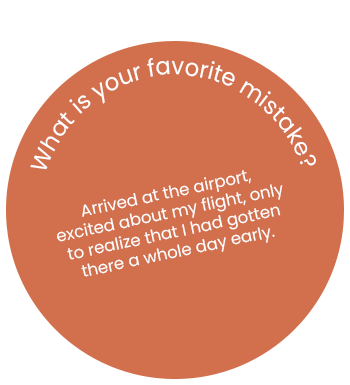 What is your favorite mistake?
Arrived at the airport,
excited about my flight, only
to realize that I had gotten
there a whole day early.